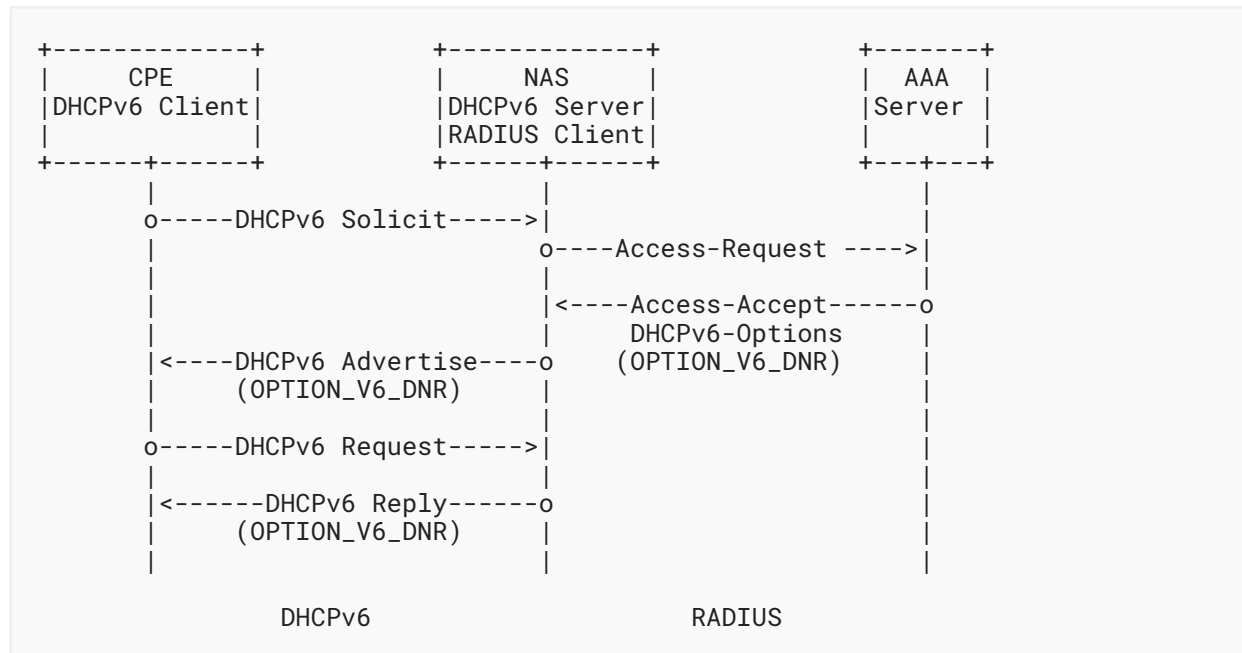 +-------------+           +-------------+           +-------+
|     CPE     |           |     NAS     |           |  AAA  |
|DHCPv6 Client|           |DHCPv6 Server|           |Server |
|             |           |RADIUS Client|           |       |
+------+------+           +------+------+           +---+---+
       |                         |                      |
       o-----DHCPv6 Solicit----->|                      |
       |                         o----Access-Request ---->|
       |                         |                      |
       |                         |<----Access-Accept------o
       |                         |     DHCPv6-Options   |
       |<----DHCPv6 Advertise----o    (OPTION_V6_DNR)   |
       |     (OPTION_V6_DNR)     |                      |
       |                         |                      |
       o-----DHCPv6 Request----->|                      |
       |                         |                      |
       |<------DHCPv6 Reply------o                      |
       |     (OPTION_V6_DNR)     |                      |
       |                         |                      |
DHCPv6                     RADIUS